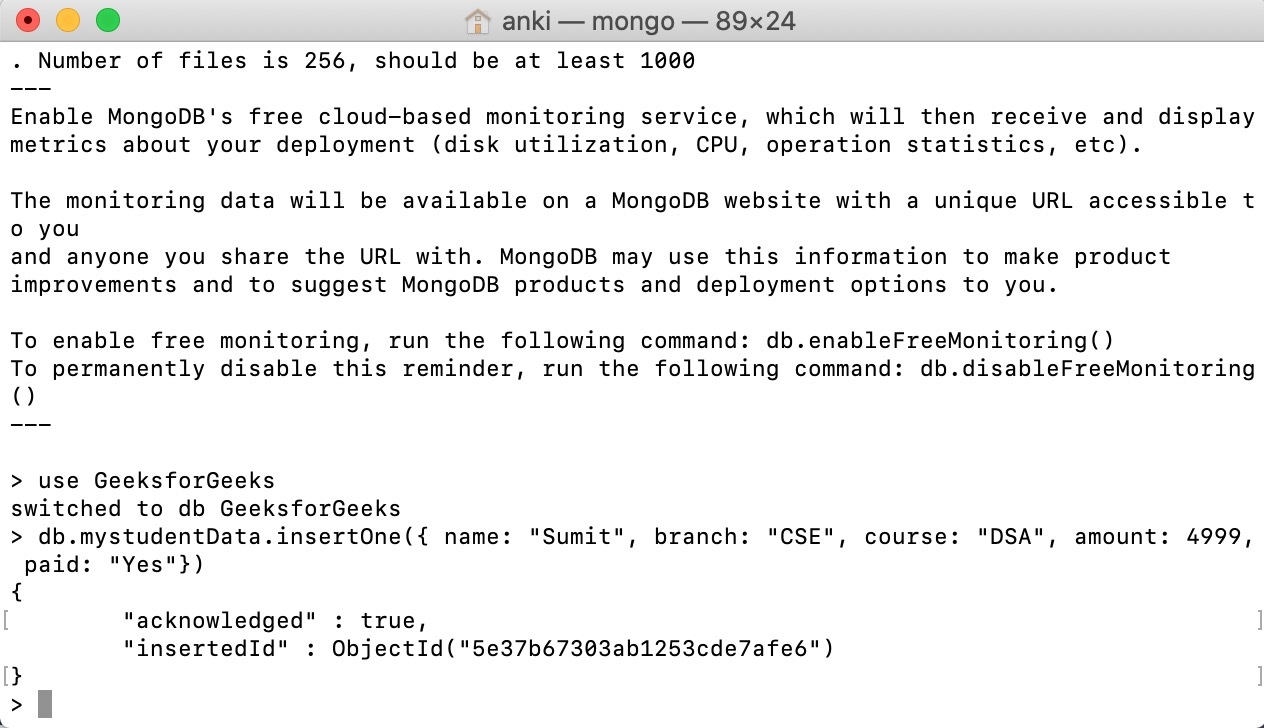 anki — mongo — 89×24
. Number of files is 256, should be at least 1000
---
Enable MongoDB's free cloud-based monitoring service, which will then receive and display
metrics about your deployment (disk utilization, CPU, operation statistics, etc).
The monitoring data will be available on a MongoDB website with a unique URL accessible t
o you
and anyone you share the URL with. MongoDB may use this information to make product
improvements and to suggest MongoDB products and deployment options to you.
To enable free monitoring, run the following command: db.enableFreeMonitoring()
To permanently disable this reminder, run the following command: db.disableFreeMonitoring
()
---
> use GeeksforGeeks
switched to db GeeksforGeeks
> db.mystudentData.insertOne({ name: "Sumit", branch: "CSE", course: "DSA", amount: 4999,
 paid: "Yes"})
{
[        "acknowledged" : true,        ]
        "insertedId" : ObjectId("5e37b67303ab1253cde7afe6")
[}        ]
>